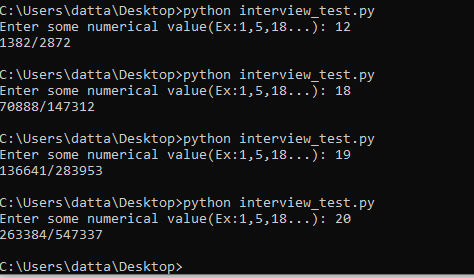 C:\Users\datta\Desktop>python interview_test.py
Enter some numerical value(Ex:1,5,18...): 12
1382/2872
C:\Users\datta\Desktop>python interview_test.py
Enter some numerical value(Ex:1,5,18...): 18
70888/147312
C:\Users\datta\Desktop>python interview_test.py
Enter some numerical value(Ex:1,5,18...): 19
136641/283953
C:\Users\datta\Desktop>python interview_test.py
Enter some numerical value(Ex:1,5,18...): 20
263384/547337
C:\Users\datta\Desktop>